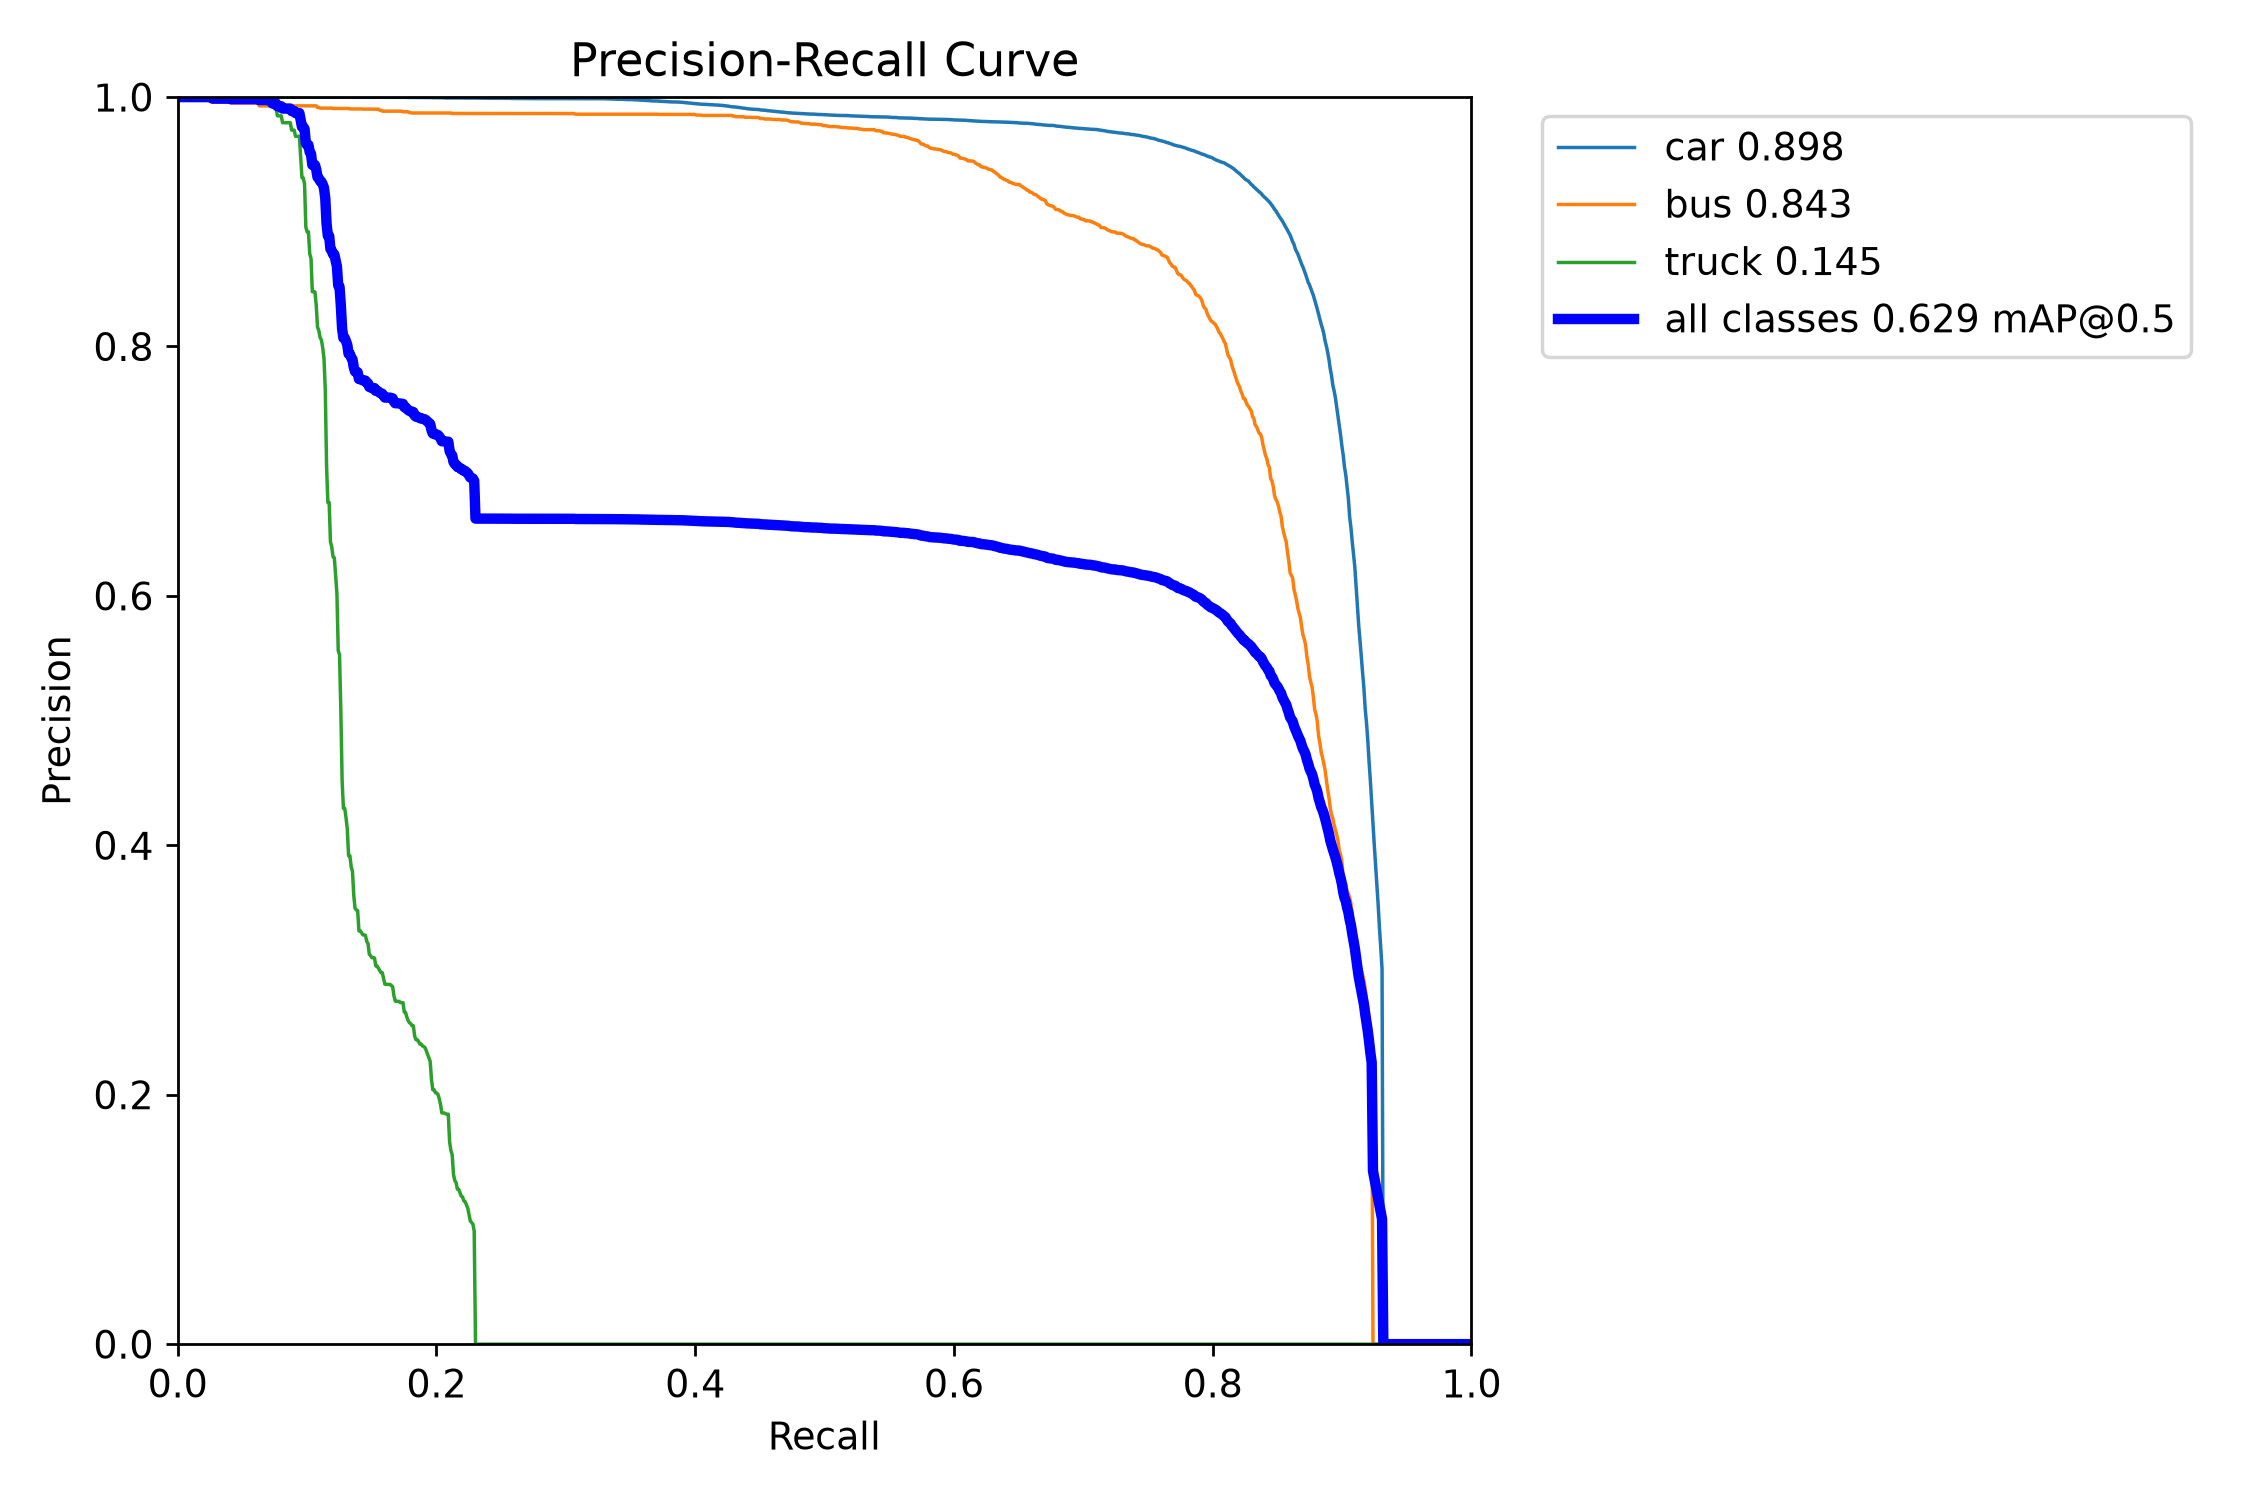 Precision-Recall Curve
1.0
0.8
0.6
0.4
0.2
0.0
Precision
0.0 0.2 0.4 0.6 0.8 1.0
Recall
car 0.898
bus 0.843
truck 0.145
all classes 0.629 mAP@0.5